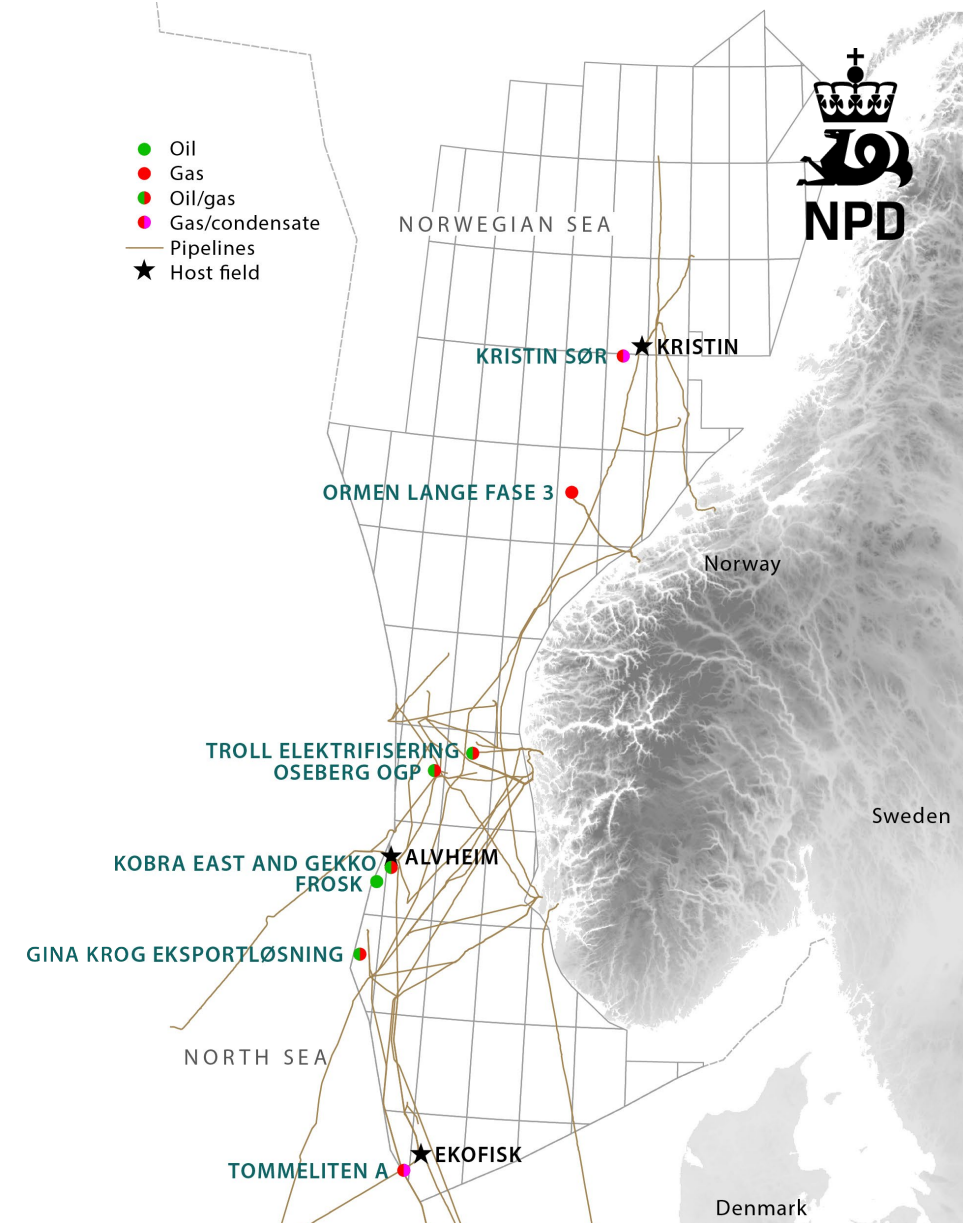 NPD
Oil
Gas
Oil/gas
Gas/condensate
Pipelines
Host field
NORWEGIAN SEA
KRISTIN
KRISTIN SØR
ORMEN LANGE FASE 3
Norway
TROLL ELEKTRIFISERING
OSEBERG OGP
Sweden
ALVHEIM
KOBRA EAST AND GEKKO
FROSK
GINA KROG EKSPORTLØSNING
NORTH SEA
EKOFISK
TOMMELITEN A
Denmark